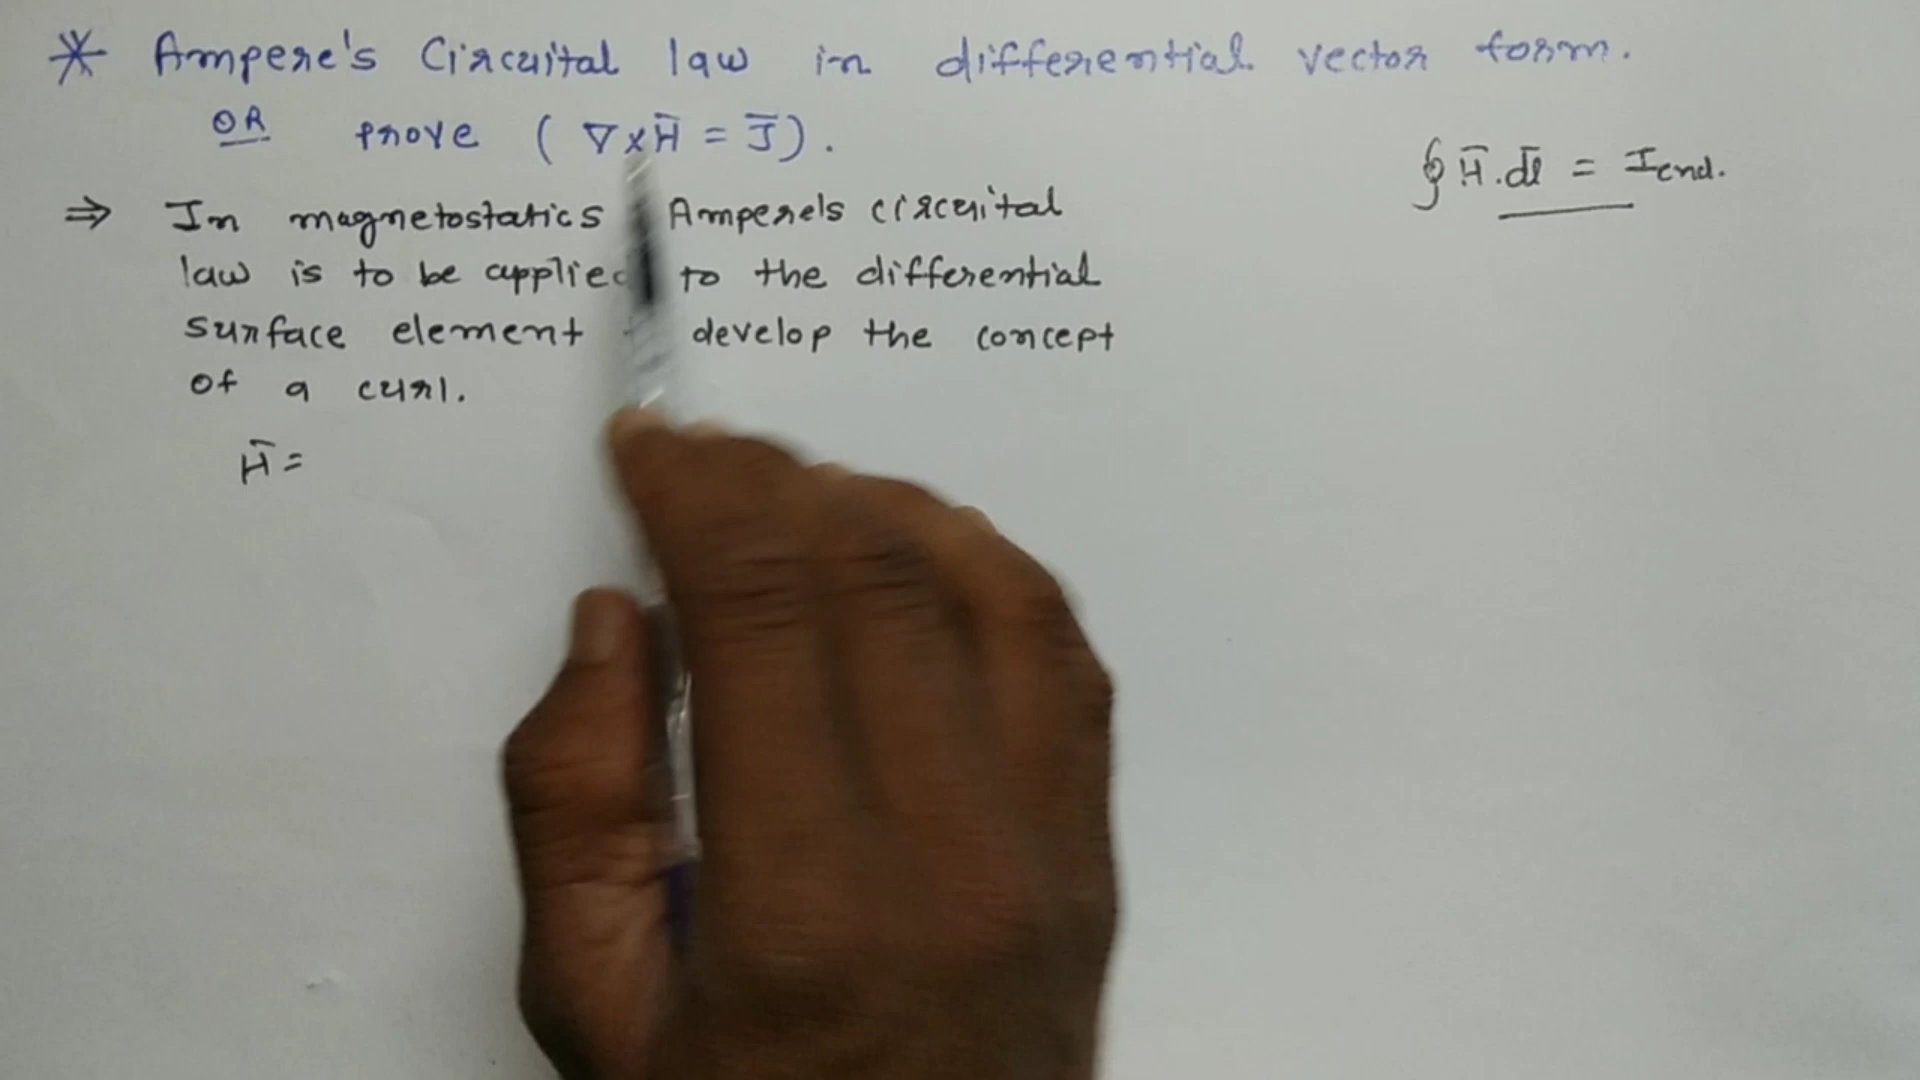 * Ampere's Circuital law in differential vector form.
OR prove ( ∇×H̄ = J̄ ).
∮ H̄.dl̄ = Iend.
⇒ In magnetostatics Ampere's circuital
law is to be applied to the differential
surface element develop the concept
of a curl.
H̄ =